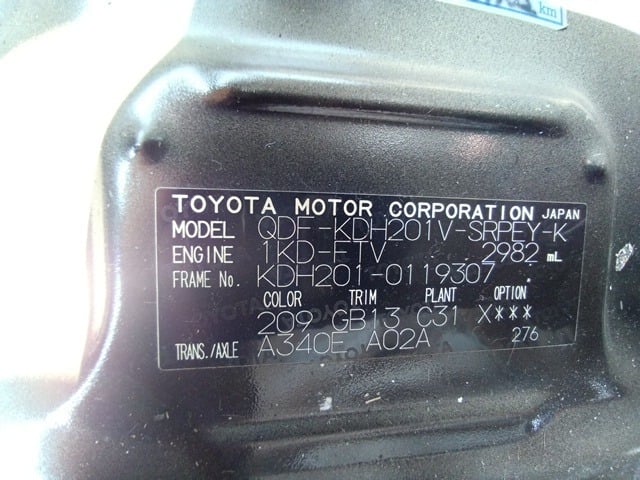 km
TOYOTA MOTOR CORPORATION JAPAN
MODEL QDF-KDH201V-SRPEY-K
ENGINE 1KD-FTV 2982 mL
FRAME No. KDH201-0119307
COLOR TRIM PLANT OPTION
209 GB13 C31 X***
TRANS./AXLE A340E A02A 276